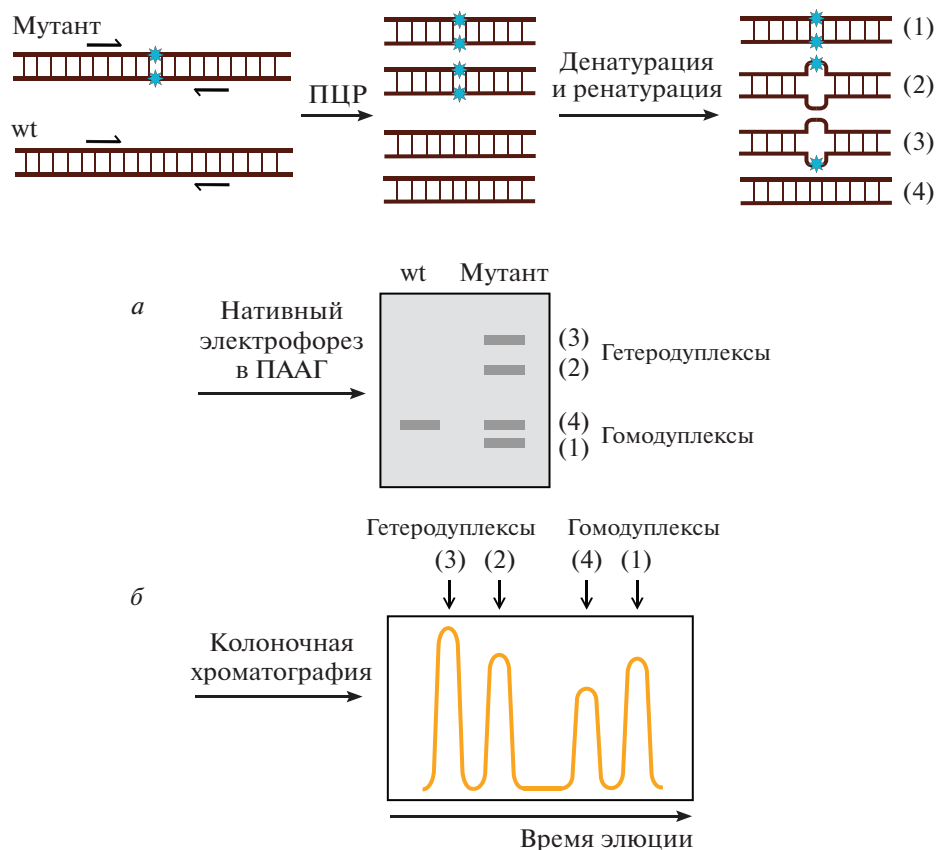 Мутант
wt
ПЦР
Денатурация
и ренатурация
(1)
(2)
(3)
(4)
а
Нативный
электрофорез
в ПААГ
wt Мутант
(3)
(2)
Гетеродуплексы
(4)
(1)
Гомодуплексы
б
Колоночная
хроматография
Гетеродуплексы Гомодуплексы
(3) (2) (4) (1)
Время элюции